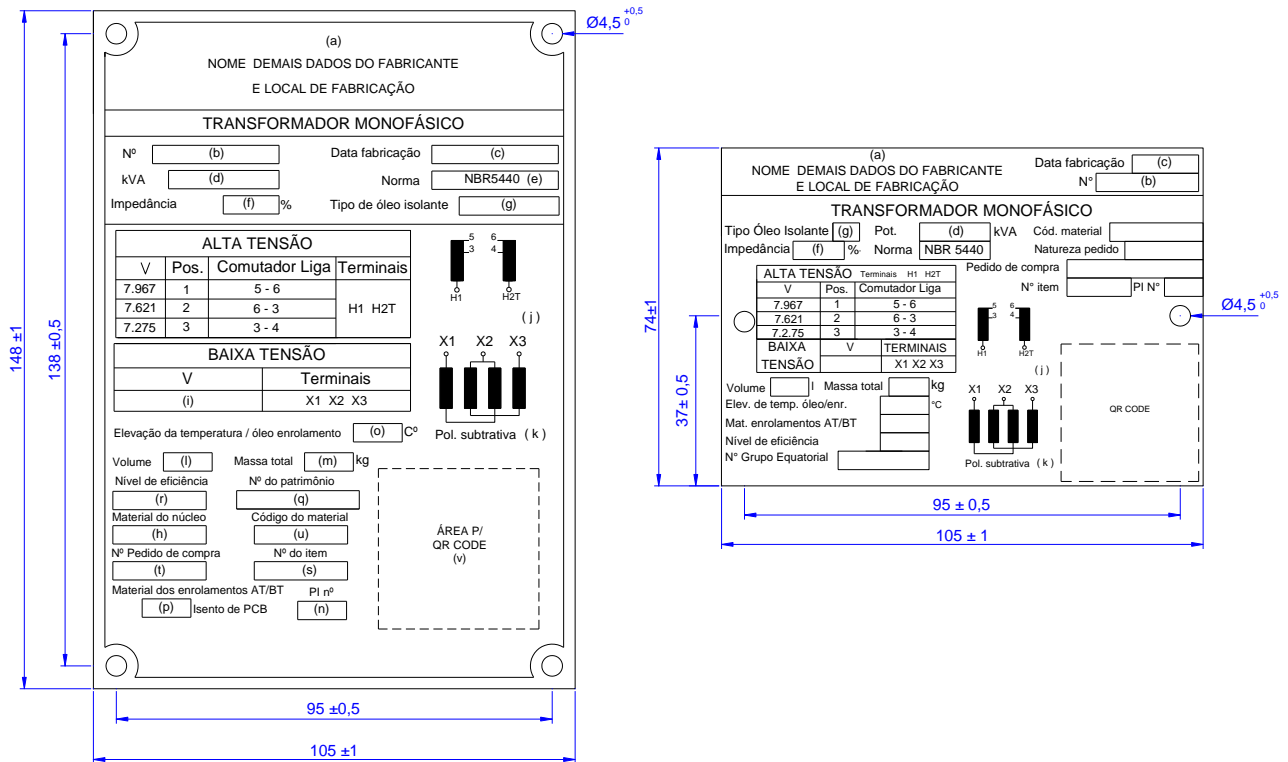 (a)
NOME DEMAIS DADOS DO FABRICANTE
E LOCAL DE FABRICAÇÃO
TRANSFORMADOR MONOFÁSICO
Nº (b) Data fabricação (c)
kVA (d) Norma NBR5440 (e)
Impedância (f) % Tipo de óleo isolante (g)
ALTA TENSÃO
V Pos. Comutador Liga Terminais
7.967 1 5 - 6
7.621 2 6 - 3 H1 H2T
7.275 3 3 - 4
5 6
3 4
H1 H2T
( j )
BAIXA TENSÃO
V Terminais
(i) X1 X2 X3
X1 X2 X3
Pol. subtrativa ( k )
Elevação da temperatura / óleo enrolamento (o) Cº
Volume (l) Massa total (m) kg
Nível de eficiência Nº do patrimônio
(r) (q)
Material do núcleo Código do material
(h) (u)
Nº Pedido de compra Nº do item
(t) (s)
Material dos enrolamentos AT/BT PI nº
(p) Isento de PCB (n)
ÁREA P/
QR CODE
(v)
148 ±1
138 ±0,5
95 ±0,5
105 ±1
Ø4,5 +0,5 0
(a)
NOME DEMAIS DADOS DO FABRICANTE
E LOCAL DE FABRICAÇÃO
Data fabricação (c)
N° (b)
TRANSFORMADOR MONOFÁSICO
Tipo Óleo Isolante (g) Pot. (d) kVA Cód. material
Impedância (f) % Norma NBR 5440 Natureza pedido
Pedido de compra
N° item PI N°
ALTA TENSÃO Terminais H1 H2T
V Pos. Comutador Liga
7.967 1 5 - 6
7.621 2 6 - 3
7.2.75 3 3 - 4
BAIXA TENSÃO V TERMINAIS
X1 X2 X3
5 6
3 4
H1 H2T
( j )
Volume l Massa total kg
Elev. de temp. óleo/enr. °C
Mat. enrolamentos AT/BT
Nível de eficiência
N° Grupo Equatorial
X1 X2 X3
Pol. subtrativa ( k )
QR CODE
74±1
37± 0,5
95 ± 0,5
105 ± 1
Ø4,5 +0,5 0